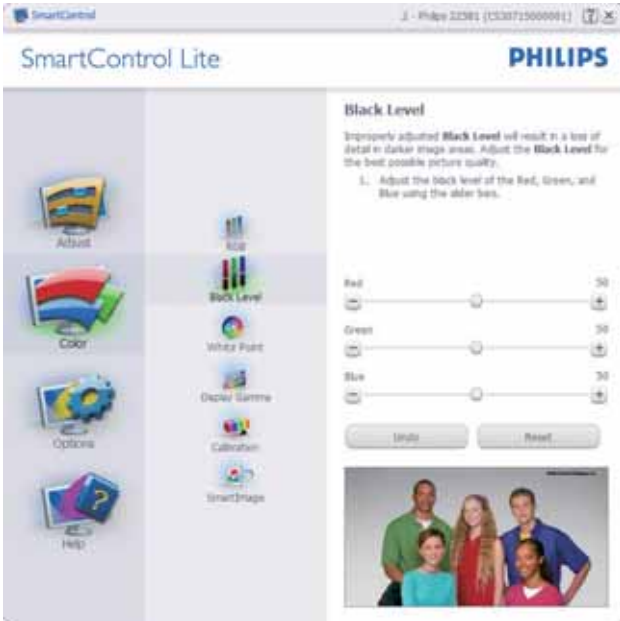 SmartControl
SmartControl Lite
PHILIPS
Adjust
Color
Options
Help
RGB
Black Level
White Point
Display Gamma
Calibration
SmartImage
Black Level
Improperly adjusted Black Level will result in a loss of
detail in darker image areas. Adjust the Black Level for
the best possible picture quality.
1. Adjust the black level of the Red, Green, and
Blue using the slider bars.
Red 50
Green 50
Blue 50
Undo Reset